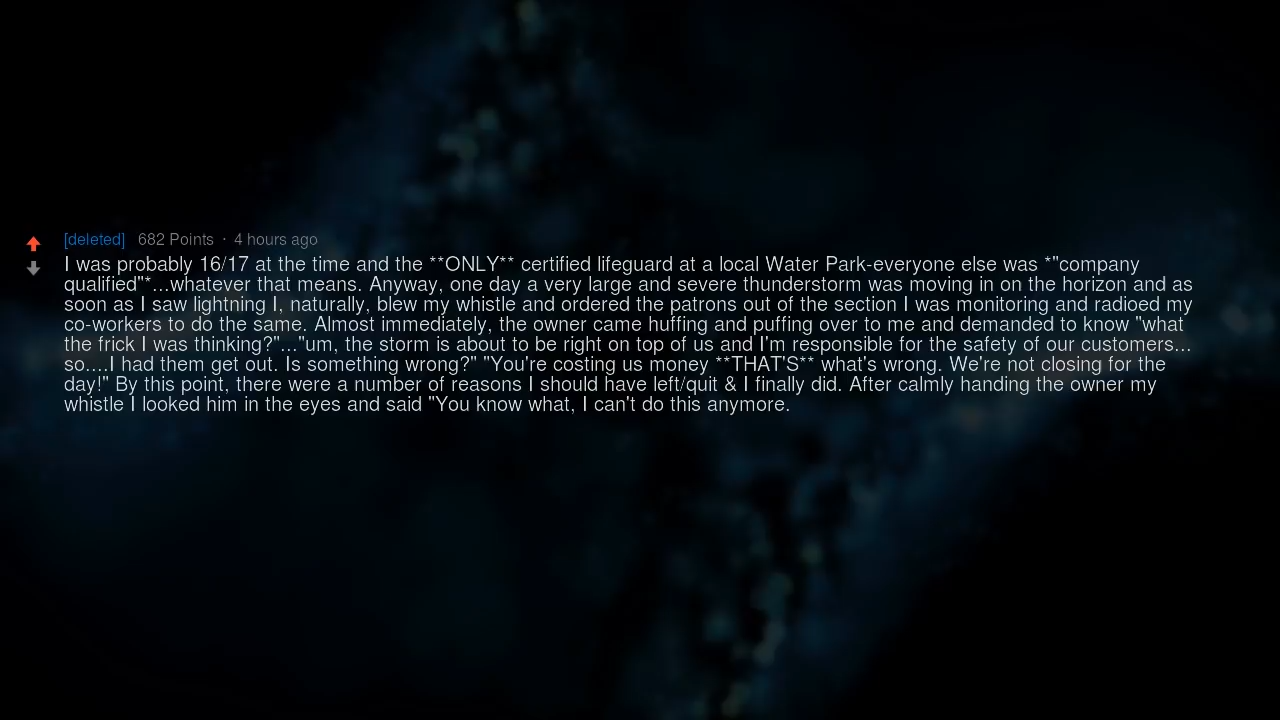 [deleted] 682 Points · 4 hours ago
I was probably 16/17 at the time and the **ONLY** certified lifeguard at a local Water Park-everyone else was *"company
qualified"*...whatever that means. Anyway, one day a very large and severe thunderstorm was moving in on the horizon and as
soon as I saw lightning I, naturally, blew my whistle and ordered the patrons out of the section I was monitoring and radioed my
co-workers to do the same. Almost immediately, the owner came huffing and puffing over to me and demanded to know "what
the frick I was thinking?"..."um, the storm is about to be right on top of us and I'm responsible for the safety of our customers...
so....I had them get out. Is something wrong?" "You're costing us money **THAT'S** what's wrong. We're not closing for the
day!" By this point, there were a number of reasons I should have left/quit & I finally did. After calmly handing the owner my
whistle I looked him in the eyes and said "You know what, I can't do this anymore.